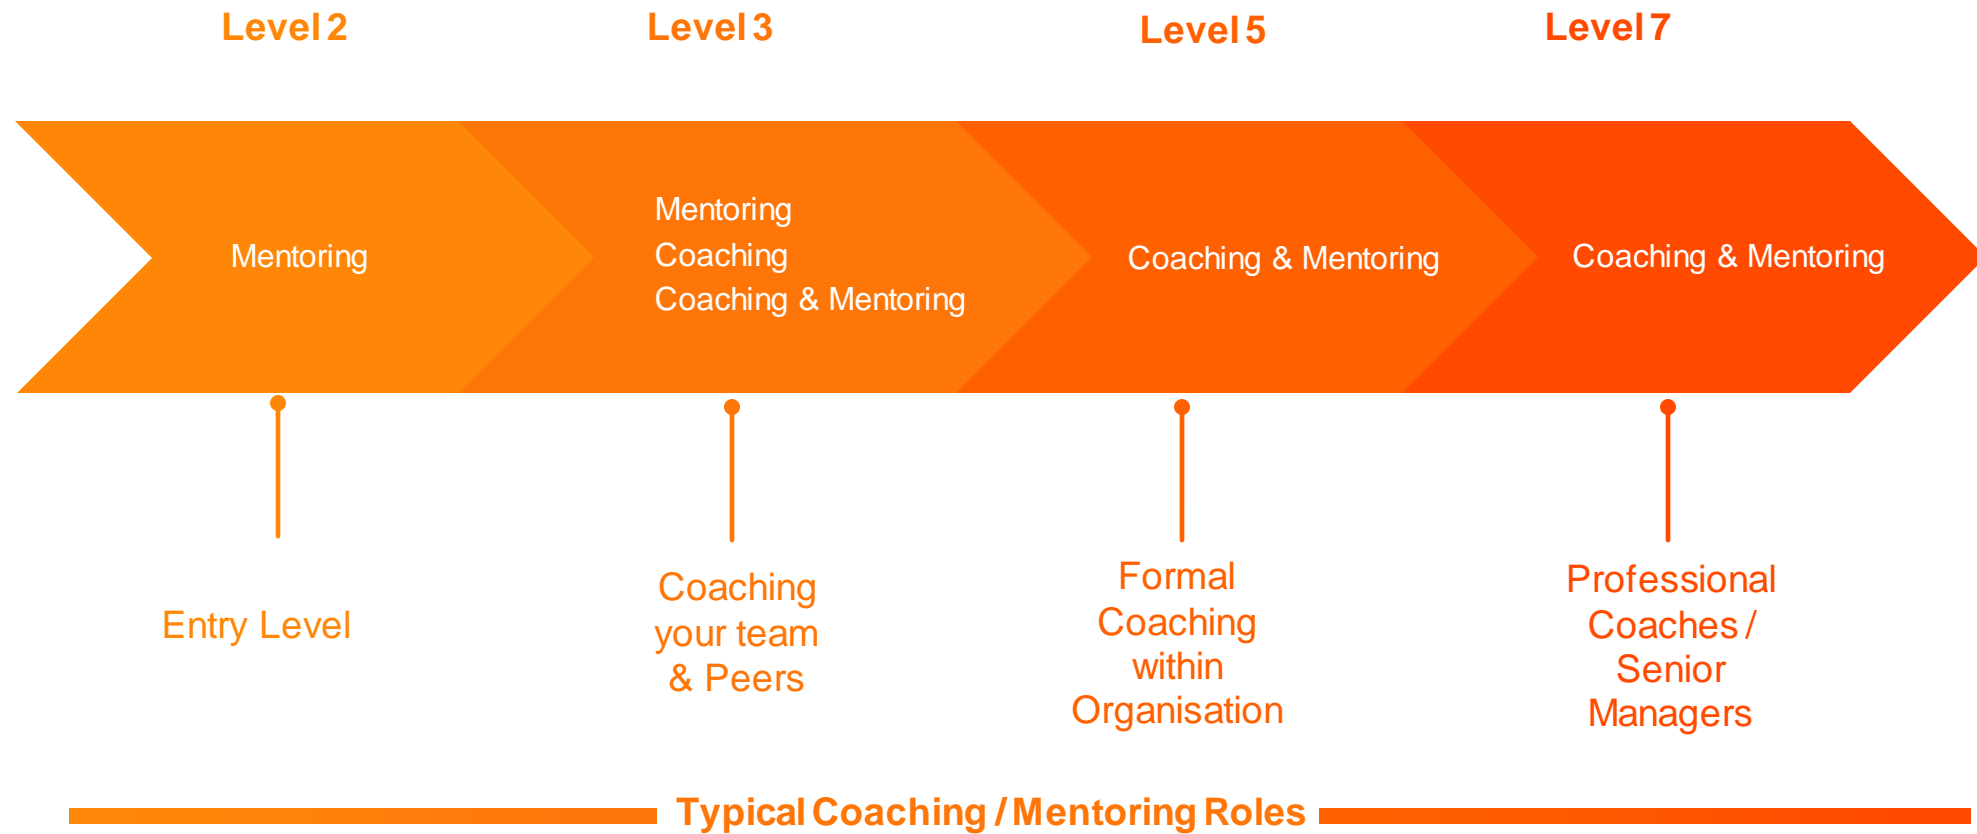 Level 2
Level 3
Level 5
Level 7
Mentoring
Mentoring
Coaching
Coaching & Mentoring
Coaching & Mentoring
Coaching & Mentoring
Entry Level
Coaching
your team
& Peers
Formal
Coaching
within
Organisation
Professional
Coaches /
Senior
Managers
Typical Coaching / Mentoring Roles